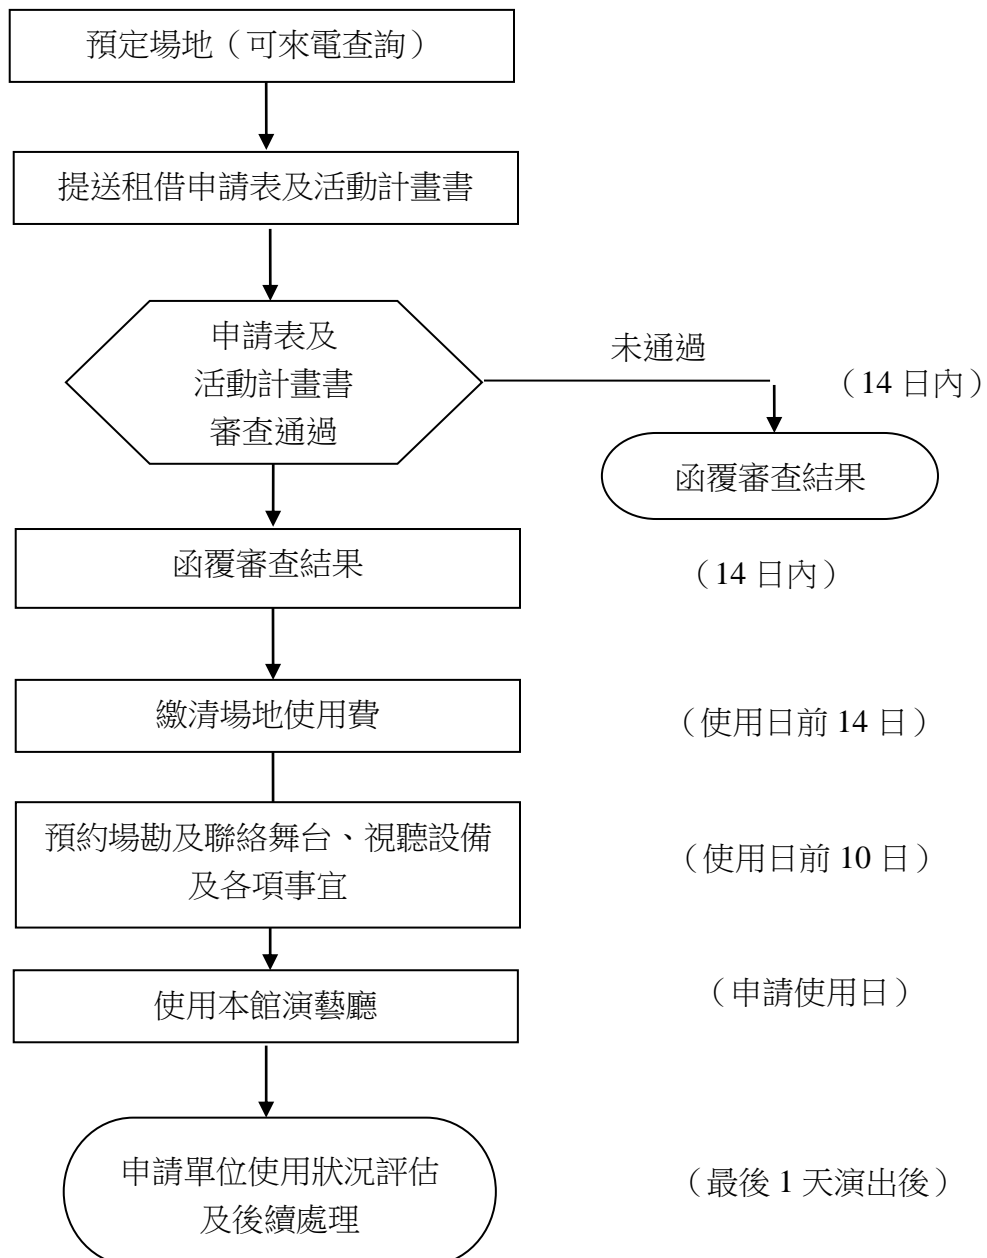 預定場地（可來電查詢）
提送租借申請表及活動計畫書
申請表及
活動計畫書
審查通過
未通過
（14 日內）
函覆審查結果
函覆審查結果
（14 日內）
繳清場地使用費
（使用日前 14 日）
預約場勘及聯絡舞台、視聽設備
及各項事宜
（使用日前 10 日）
使用本館演藝廳
（申請使用日）
申請單位使用狀況評估
及後續處理
（最後 1 天演出後）